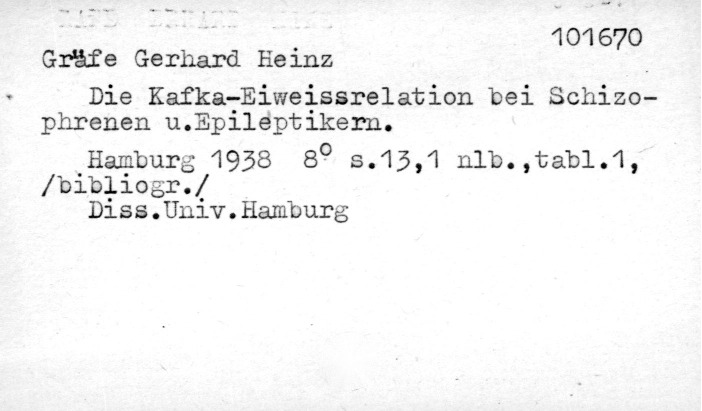 101670
Gräfe Gerhard Heinz
Die Kafka-Eiweissrelation bei Schizo-
phrenen u.Epileptikern.
Hamburg 1938 8⁰ s.13,1 nlb.,tabl.1,
/bibliogr./
Diss.Univ.Hamburg